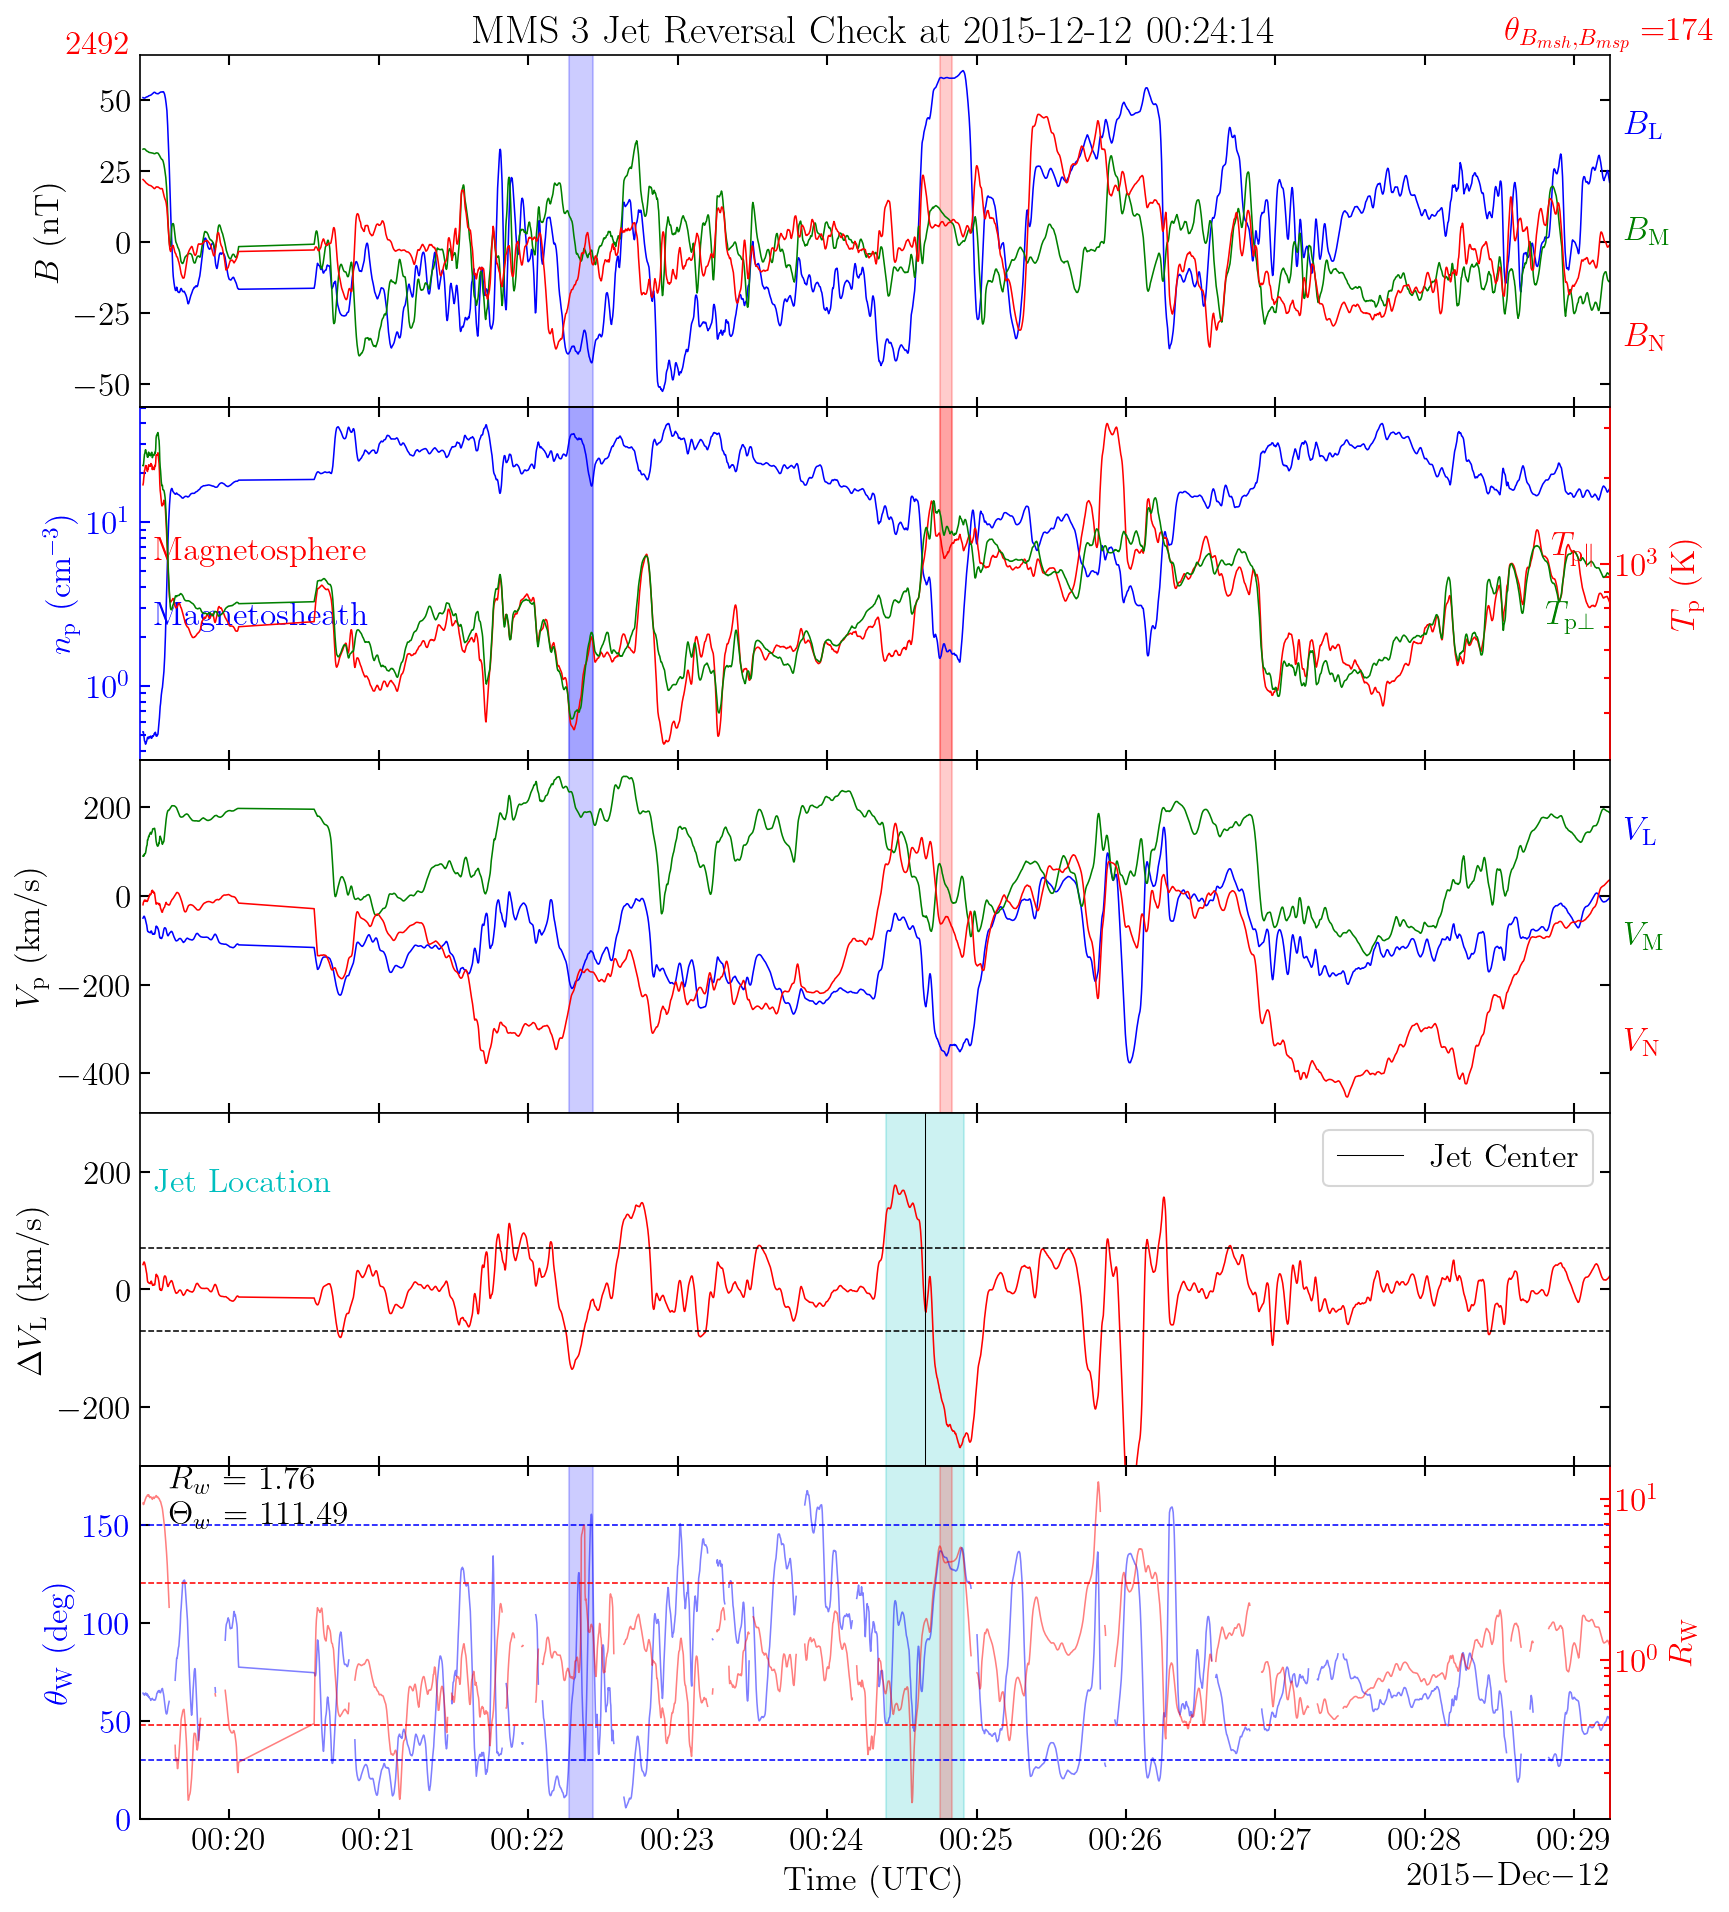 MMS 3 Jet Reversal Check at 2015-12-12 00:24:14
2492
θ_{B_{msh},B_{msp}} =174
50
25
0
−25
−50
B (nT)
B_L
B_M
B_N
10^1
10^0
n_p (cm^{−3})
Magnetosphere
Magnetosheath
T_{p∥}
T_{p⊥}
10^3
T_p (K)
200
0
−200
−400
V_p (km/s)
V_L
V_M
V_N
200
0
−200
ΔV_L (km/s)
Jet Location
Jet Center
R_w = 1.76
Θ_w = 111.49
150
100
50
0
θ_W (deg)
10^1
10^0
R_W
00:20 00:21 00:22 00:23 00:24 00:25 00:26 00:27 00:28 00:29
Time (UTC)
2015−Dec−12